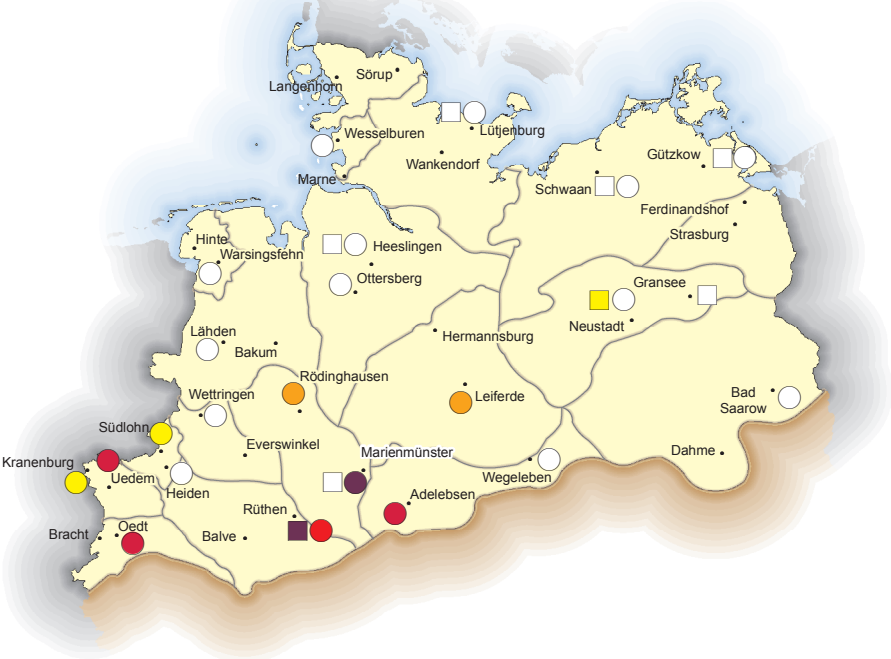 Sörup
Langenhorn
Lütjenburg
Wesselburen
Wankendorf
Gützkow
Marne
Schwaan
Ferdinandshof
Strasburg
Hinte
Warsingsfehn
Heeslingen
Ottersberg
Gransee
Neustadt
Lähden
Bakum
Hermannsburg
Rödinghausen
Wettringen
Leiferde
Bad
Saarow
Südlohn
Everswinkel
Marienmünster
Dahme
Kranenburg
Uedem
Heiden
Wegeleben
Adelebsen
Rüthen
Oedt
Bracht
Balve